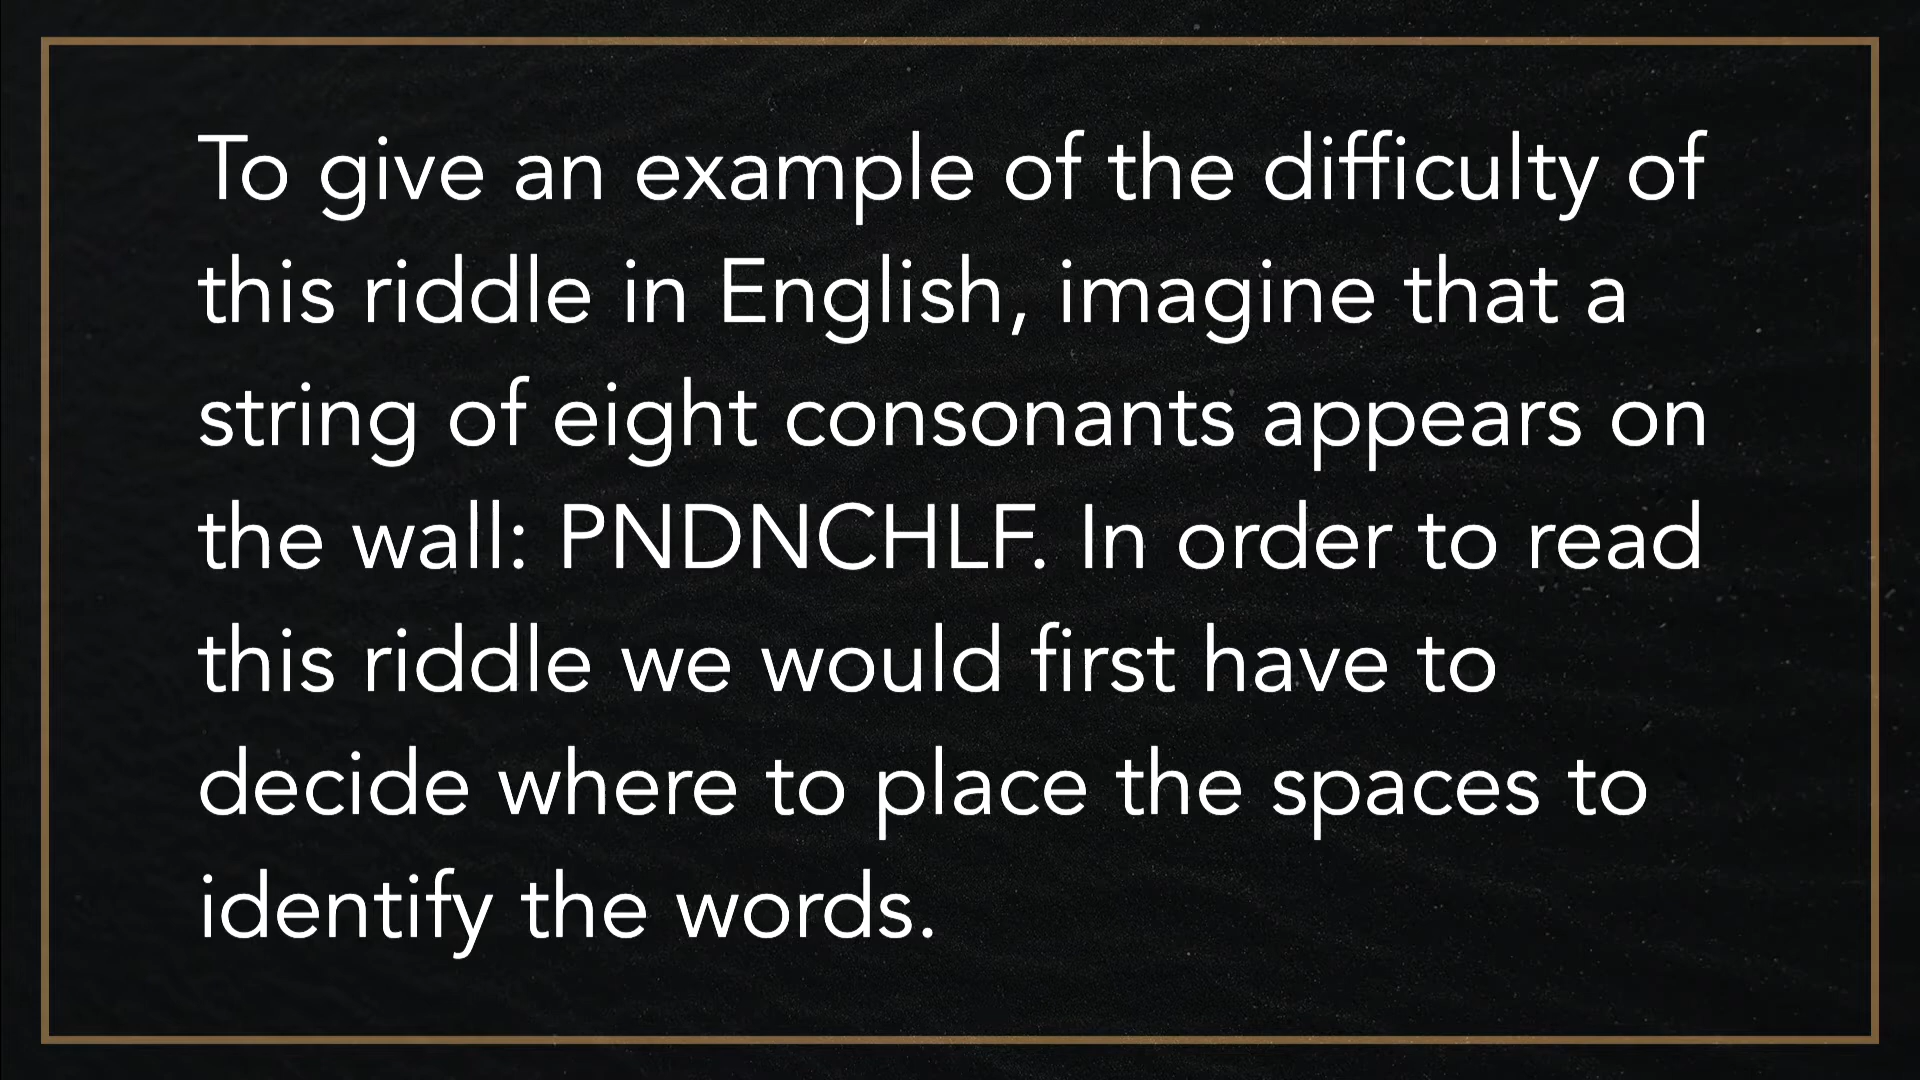 To give an example of the difficulty of
this riddle in English, imagine that a
string of eight consonants appears on
the wall: PNDNCHLF. In order to read
this riddle we would first have to
decide where to place the spaces to
identify the words.